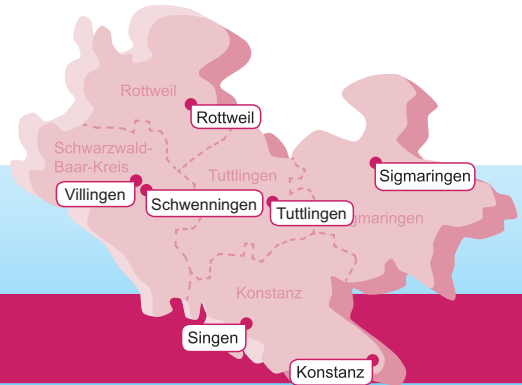 Rottweil
Rottweil
Schwarzwald-
Baar-Kreis
Tuttlingen
Sigmaringen
Villingen
Schwenningen
Tuttlingen
gmaringen
Konstanz
Singen
Konstanz